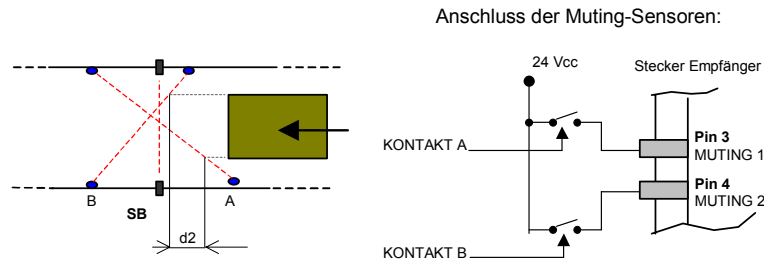 Anschluss der Muting-Sensoren:
24 Vcc
Stecker Empfänger
KONTAKT A
Pin 3
MUTING 1
Pin 4
MUTING 2
KONTAKT B
B
SB
A
d2